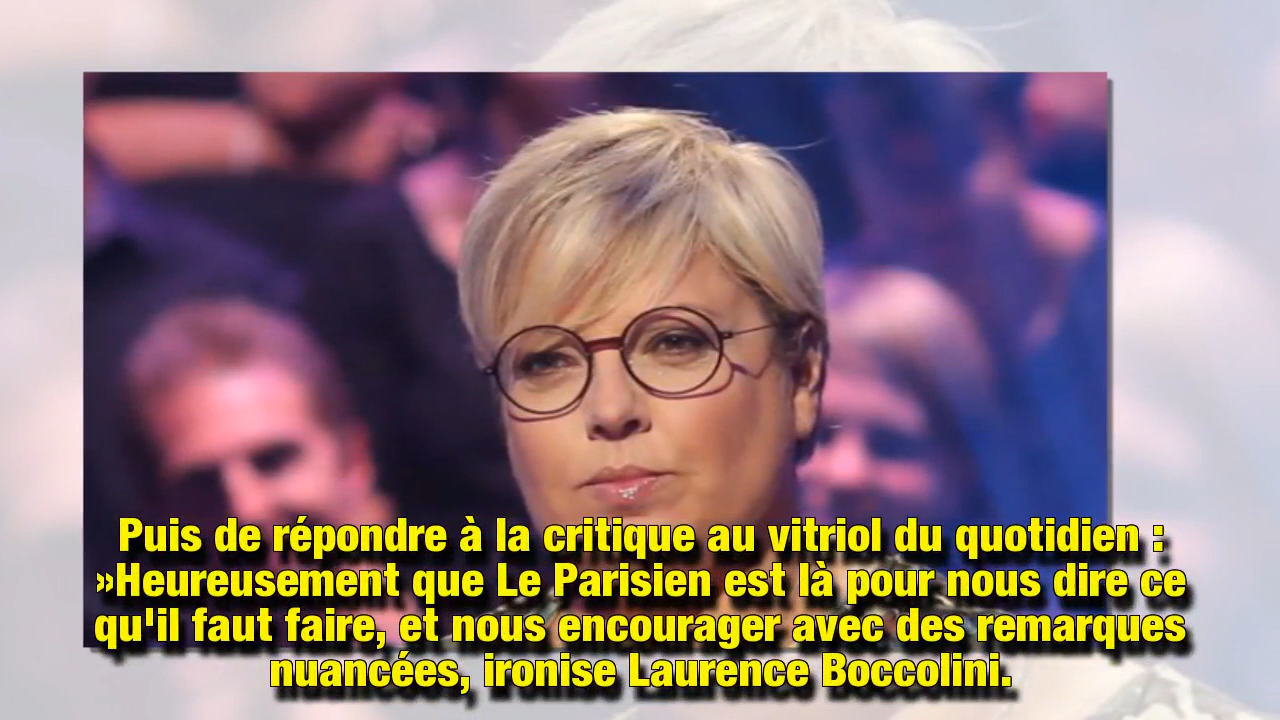 Puis de répondre à la critique au vitriol du quotidien :
»Heureusement que Le Parisien est là pour nous dire ce
qu'il faut faire, et nous encourager avec des remarques
nuancées, ironise Laurence Boccolini.